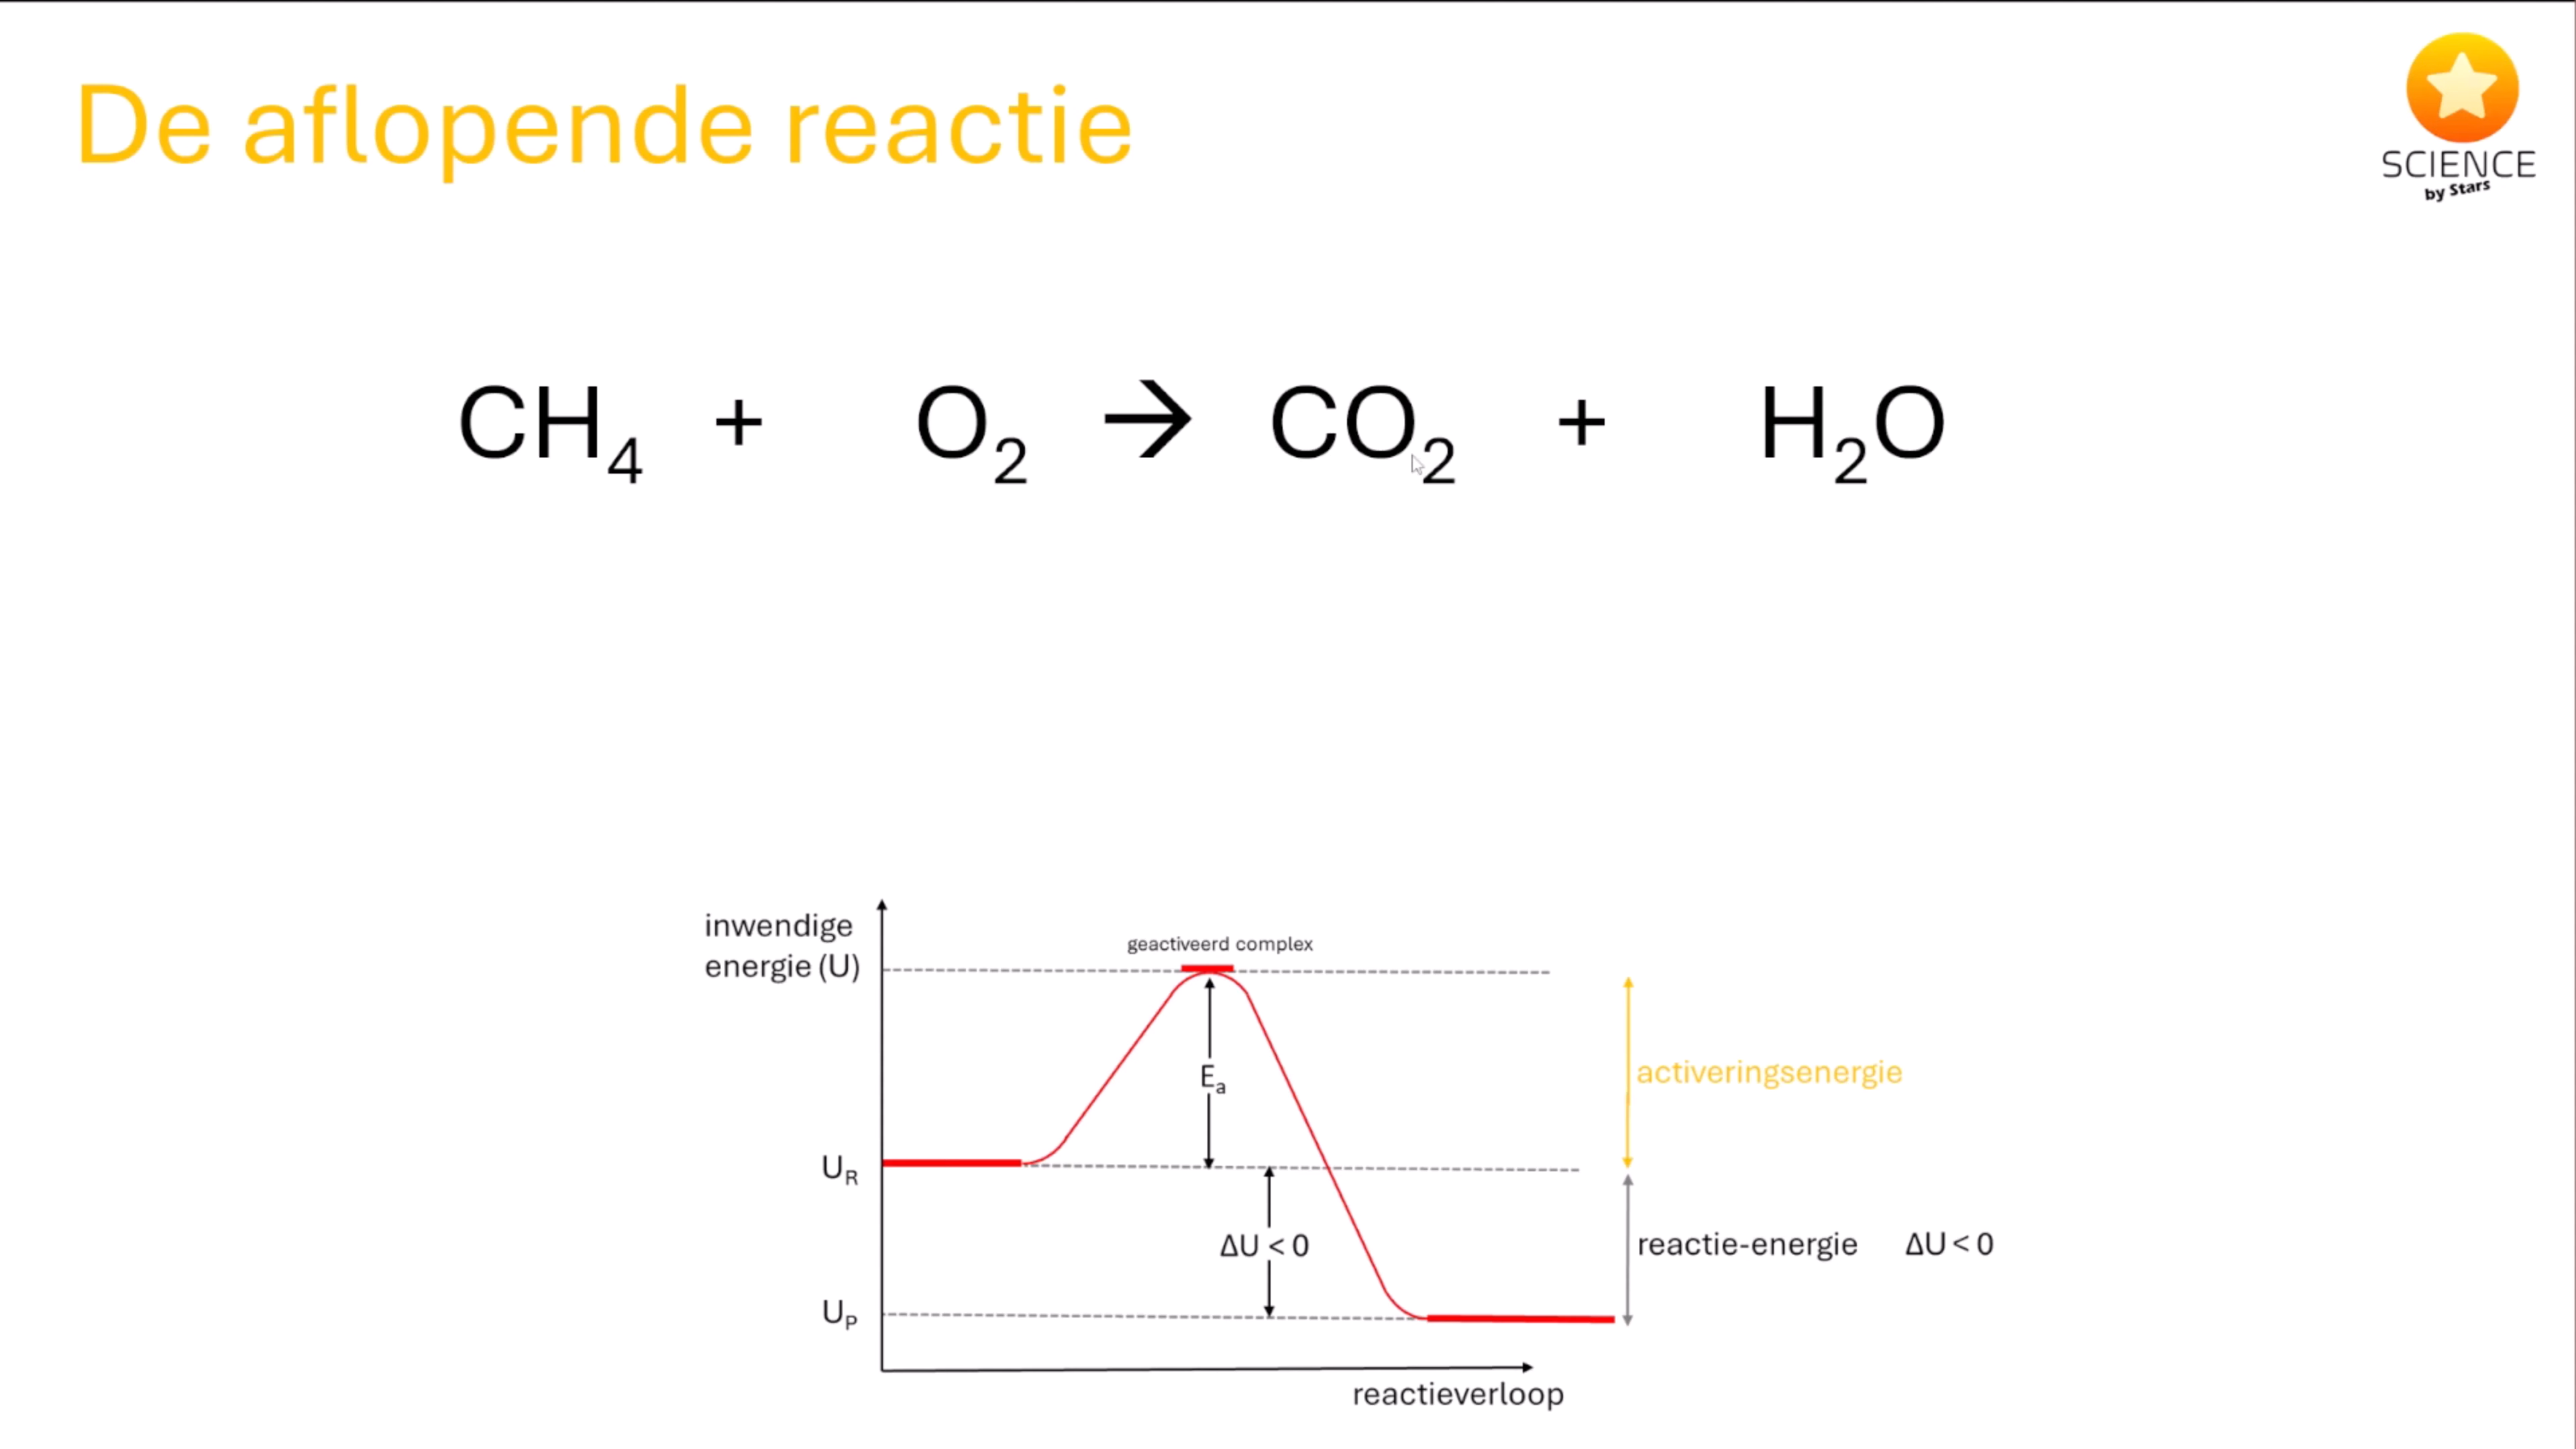 De aflopende reactie
SCIENCE
by Stars
CH₄ + O₂ → CO₂ + H₂O
inwendige
energie (U)
geactiveerd complex
Eₐ
activeringsenergie
U_R
ΔU < 0
reactie-energie ΔU < 0
U_P
reactieverloop